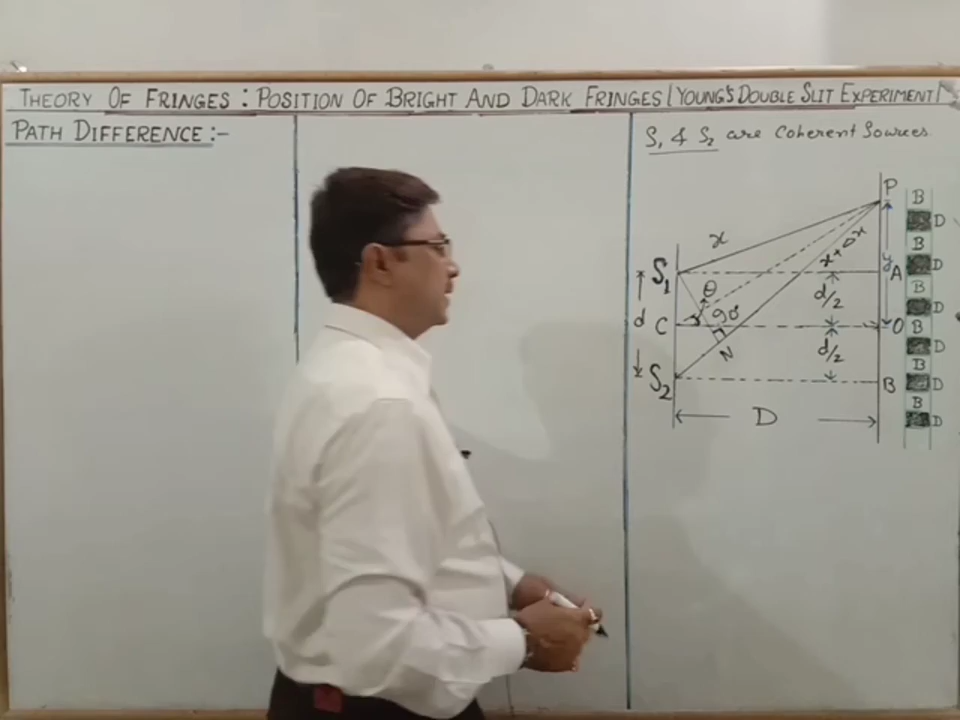 THEORY OF FRINGES : POSITION OF BRIGHT AND DARK FRINGES (YOUNG'S DOUBLE SLIT EXPERIMENT)
PATH DIFFERENCE :-
S₁ & S₂ are Coherent Sources
P
B
D
x
x + Δx
y
B
S₁
θ
A
D
d/2
B
d
C
90°
O
D
B
N
d/2
D
B
S₂
B
D
B
D
D